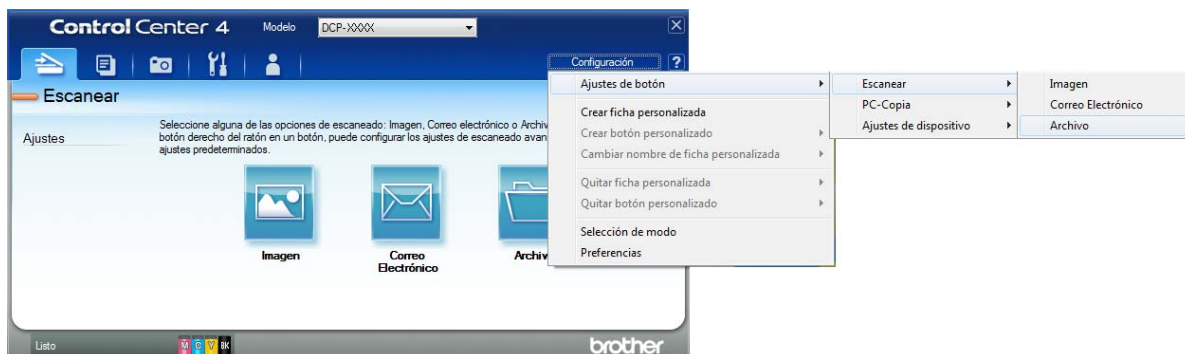 Control Center 4
Modelo
DCP-XXXX
Configuración
?
Escanear
Ajustes
Seleccione alguna de las opciones de escaneado: Imagen, Correo electrónico o Archiv
botón derecho del ratón en un botón, puede configurar los ajustes de escaneado avan
ajustes predeterminados.
Imagen
Correo
Electrónico
Archiv
Ajustes de botón
Crear ficha personalizada
Crear botón personalizado
Cambiar nombre de ficha personalizada
Quitar ficha personalizada
Quitar botón personalizado
Selección de modo
Preferencias
Escanear
PC-Copia
Ajustes de dispositivo
Imagen
Correo Electrónico
Archivo
Listo
M C Y BK
brother